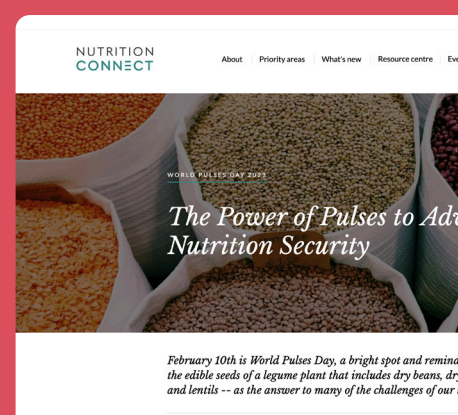 NUTRITION
CONNECT
About Priority areas What's new Resource centre
WORLD PULSES DAY 2023
The Power of Pulses to
Nutrition Security
February 10th is World Pulses Day, a bright spot and
the edible seeds of a legume plant that includes dry beans,
and lentils -- as the answer to many of the challenges of our